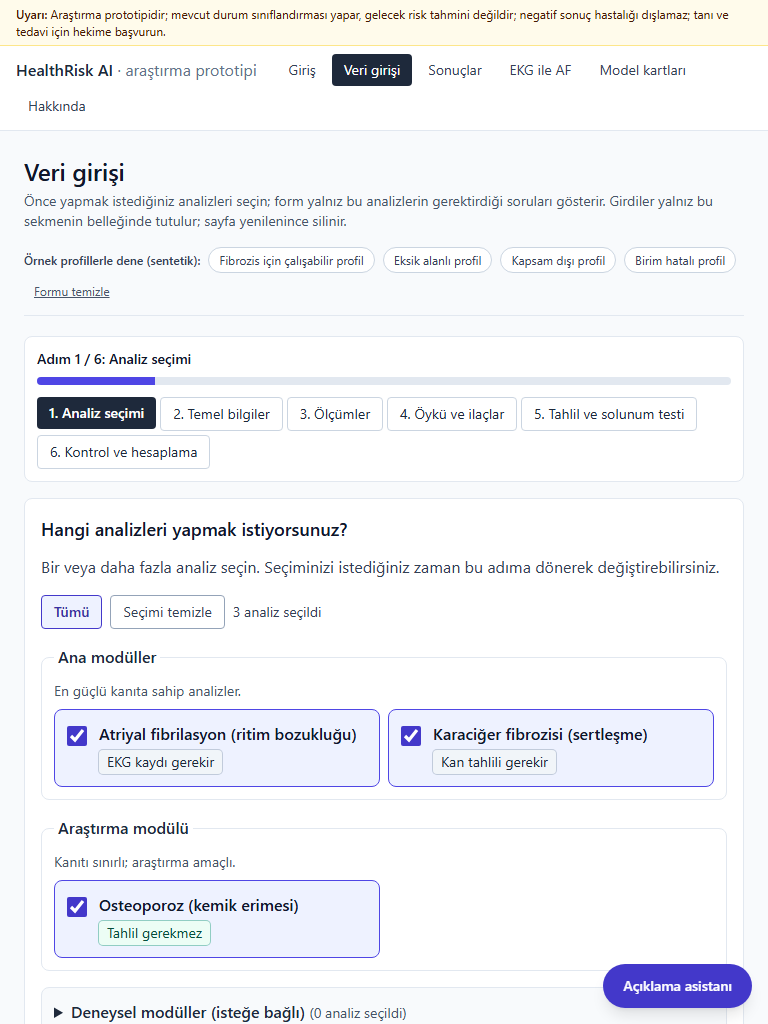 Uyarı: Araştırma prototipidir; mevcut durum sınıflandırması yapar, gelecek risk tahmini değildir; negatif sonuç hastalığı dışlamaz; tanı ve
tedavi için hekime başvurun.
HealthRisk AI · araştırma prototipi
Giriş
Veri girişi
Sonuçlar
EKG ile AF
Model kartları
Hakkında
Veri girişi
Önce yapmak istediğiniz analizleri seçin; form yalnız bu analizlerin gerektirdiği soruları gösterir. Girdiler yalnız bu
sekmenin belleğinde tutulur; sayfa yenilenince silinir.
Örnek profillerle dene (sentetik):
Fibrozis için çalışabilir profil
Eksik alanlı profil
Kapsam dışı profil
Birim hatalı profil
Formu temizle
Adım 1 / 6: Analiz seçimi
1. Analiz seçimi
2. Temel bilgiler
3. Ölçümler
4. Öykü ve ilaçlar
5. Tahlil ve solunum testi
6. Kontrol ve hesaplama
Hangi analizleri yapmak istiyorsunuz?
Bir veya daha fazla analiz seçin. Seçiminizi istediğiniz zaman bu adıma dönerek değiştirebilirsiniz.
Tümü
Seçimi temizle
3 analiz seçildi
Ana modüller
En güçlü kanıta sahip analizler.
Atriyal fibrilasyon (ritim bozukluğu)
EKG kaydı gerekir
Karaciğer fibrozisi (sertleşme)
Kan tahlili gerekir
Araştırma modülü
Kanıtı sınırlı; araştırma amaçlı.
Osteoporoz (kemik erimesi)
Tahlil gerekmez
Açıklama asistanı
Deneysel modüller (isteğe bağlı) (0 analiz seçildi)